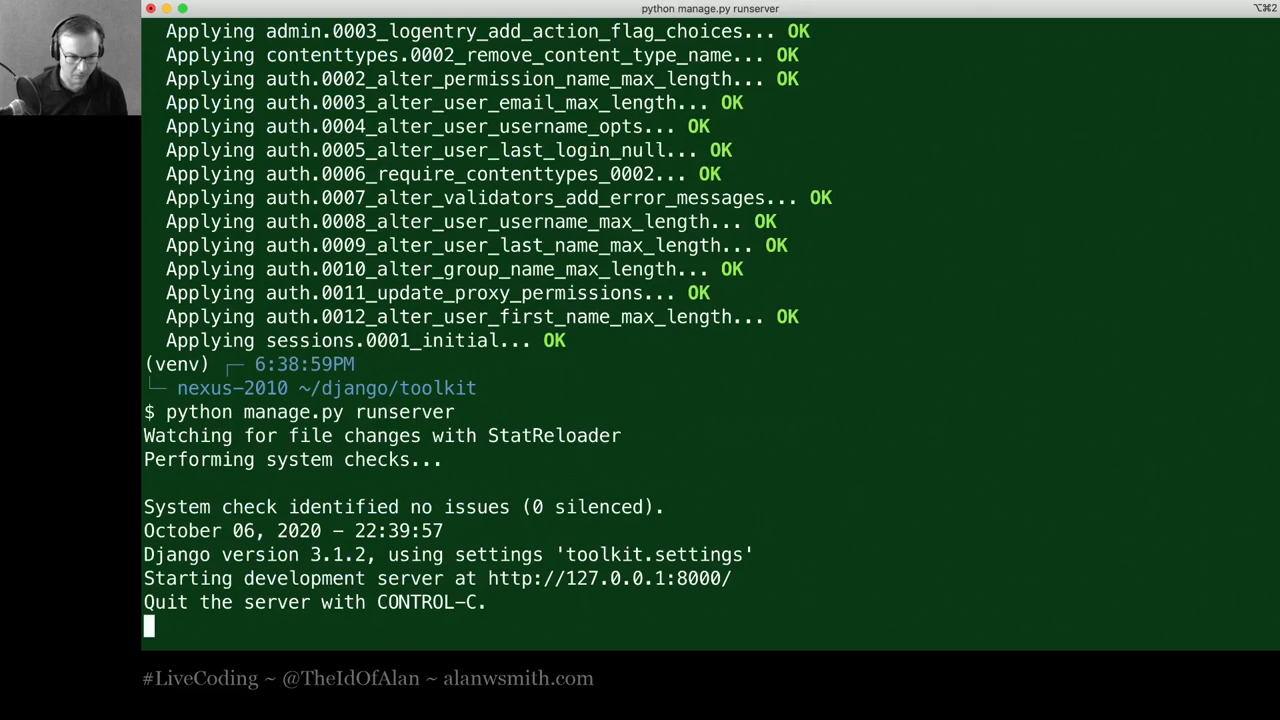 python manage.py runserver
⌥⌘2
Applying admin.0003_logentry_add_action_flag_choices... OK
Applying contenttypes.0002_remove_content_type_name... OK
Applying auth.0002_alter_permission_name_max_length... OK
Applying auth.0003_alter_user_email_max_length... OK
Applying auth.0004_alter_user_username_opts... OK
Applying auth.0005_alter_user_last_login_null... OK
Applying auth.0006_require_contenttypes_0002... OK
Applying auth.0007_alter_validators_add_error_messages... OK
Applying auth.0008_alter_user_username_max_length... OK
Applying auth.0009_alter_user_last_name_max_length... OK
Applying auth.0010_alter_group_name_max_length... OK
Applying auth.0011_update_proxy_permissions... OK
Applying auth.0012_alter_user_first_name_max_length... OK
Applying sessions.0001_initial... OK
(venv) ┌─ 6:38:59PM
└─ nexus-2010 ~/django/toolkit
$ python manage.py runserver
Watching for file changes with StatReloader
Performing system checks...
System check identified no issues (0 silenced).
October 06, 2020 - 22:39:57
Django version 3.1.2, using settings 'toolkit.settings'
Starting development server at http://127.0.0.1:8000/
Quit the server with CONTROL-C.
#LiveCoding ~ @TheIdOfAlan ~ alanwsmith.com